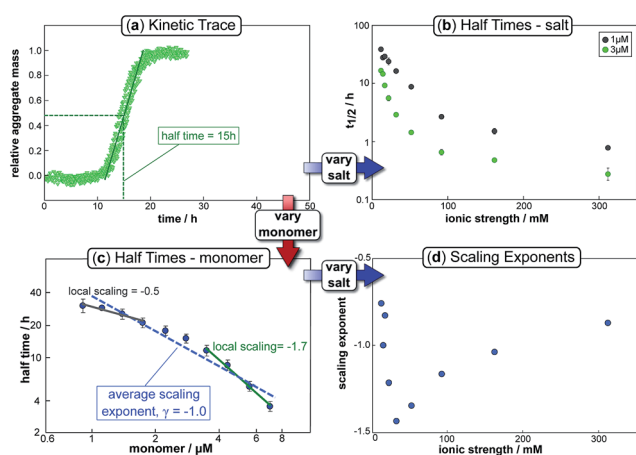 (a) Kinetic Trace
relative aggregate mass
1.0
0.8
0.6
0.4
0.2
0.0
half time = 15h
0
10
20
30
40
50
time / h
vary
salt
(b) Half Times - salt
1µM
3µM
t1/2 / h
100
10
1
0.1
0
100
200
300
ionic strength / mM
vary
monomer
(c) Half Times - monomer
half time / h
40
20
10
4
2
local scaling = -0.5
local scaling= -1.7
average scaling
exponent, γ = -1.0
0.6
1
2
4
6
8
monomer / µM
vary
salt
(d) Scaling Exponents
scaling exponent
-0.5
-1.0
-1.5
0
100
200
300
ionic strength / mM